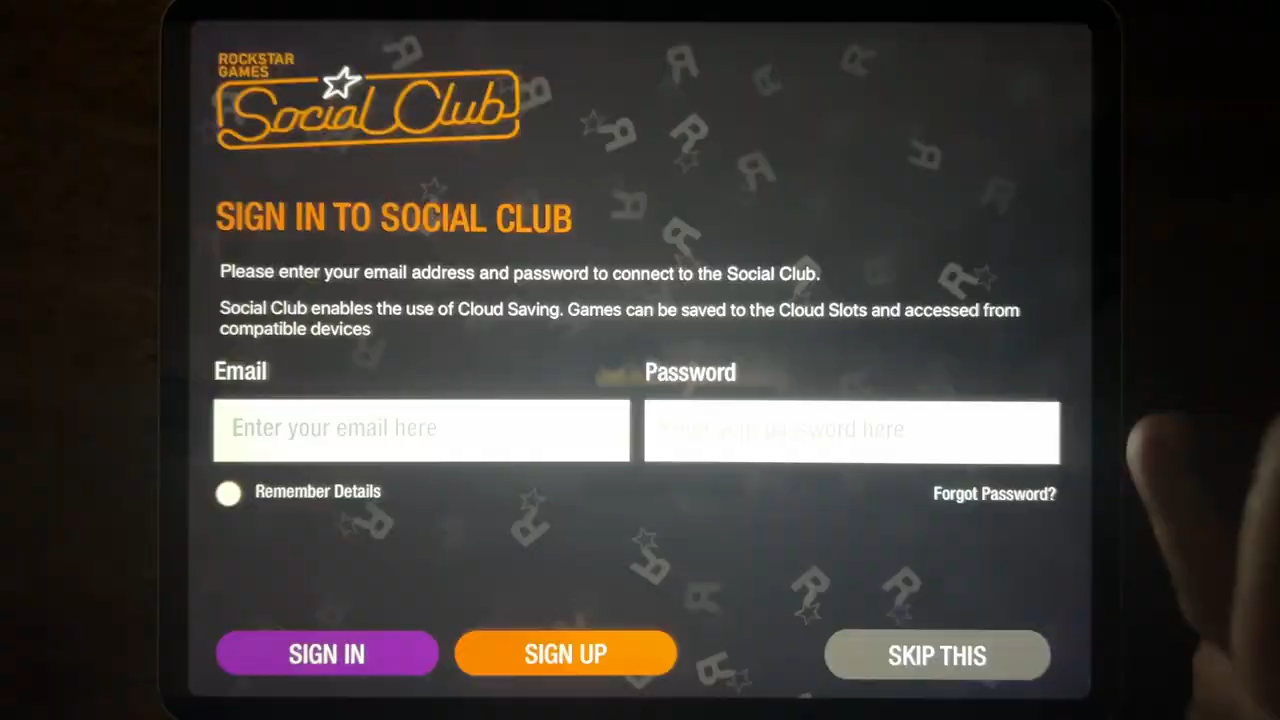 ROCKSTAR
GAMES
Social Club
SIGN IN TO SOCIAL CLUB
Please enter your email address and password to connect to the Social Club.
Social Club enables the use of Cloud Saving. Games can be saved to the Cloud Slots and accessed from
compatible devices
Email
Password
Enter your email here
password here
Remember Details
Forgot Password?
SIGN IN
SIGN UP
SKIP THIS